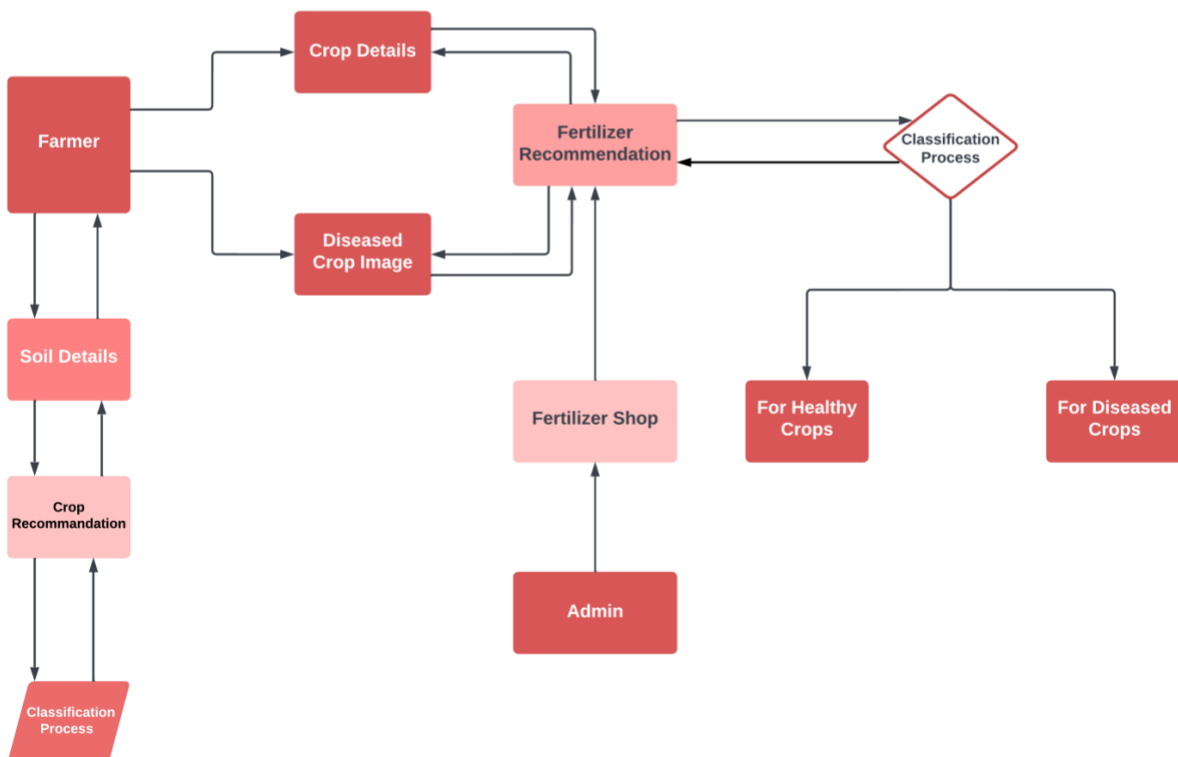 Crop Details
Farmer
Fertilizer
Recommendation
Classification
Process
Diseased
Crop Image
Soil Details
For Healthy
Crops
For Diseased
Crops
Fertilizer Shop
Crop
Recommandation
Admin
Classification
Process